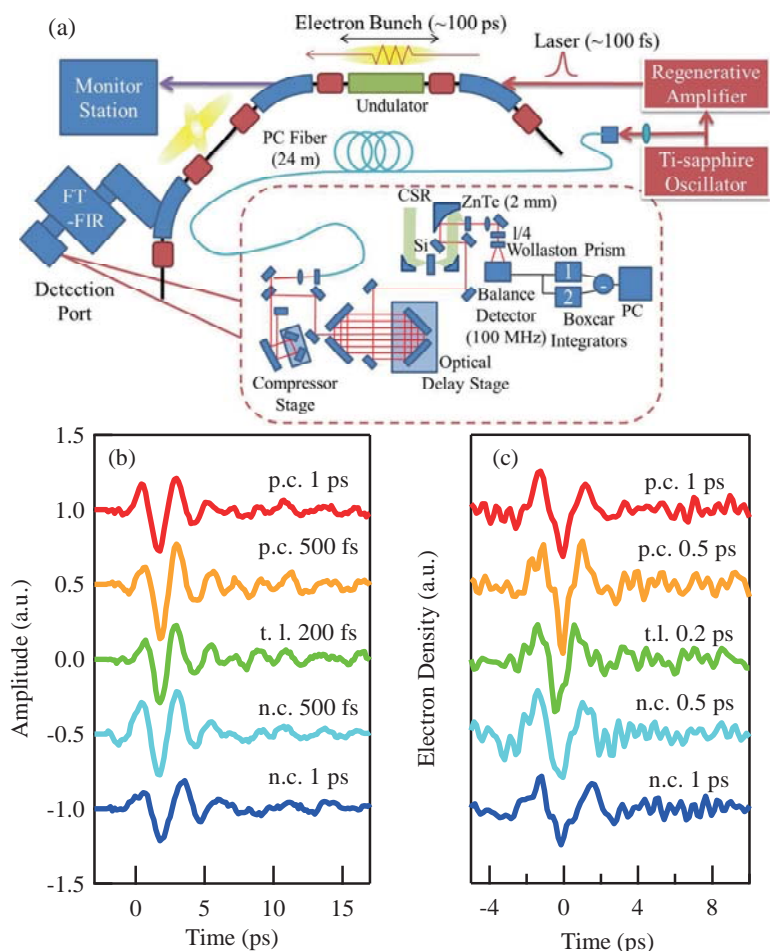 (a)
Electron Bunch (~100 ps)
Laser (~100 fs)
Monitor
Station
Undulator
Regenerative
Amplifier
PC Fiber
(24 m)
Ti-sapphire
Oscillator
FT
-FIR
CSR
ZnTe (2 mm)
Si
l/4
Wollaston Prism
Detection
Port
1
2
-
PC
Balance
Detector
(100 MHz)
Boxcar
Integrators
Compressor
Stage
Optical
Delay Stage
(b)
1.5
1.0
0.5
0.0
-0.5
-1.0
-1.5
Amplitude (a.u.)
p.c. 1 ps
p.c. 500 fs
t. l. 200 fs
n.c. 500 fs
n.c. 1 ps
0
5
10
15
Time (ps)
(c)
Electron Density (a.u.)
p.c. 1 ps
p.c. 0.5 ps
t.l. 0.2 ps
n.c. 0.5 ps
n.c. 1 ps
-4
0
4
8
Time (ps)